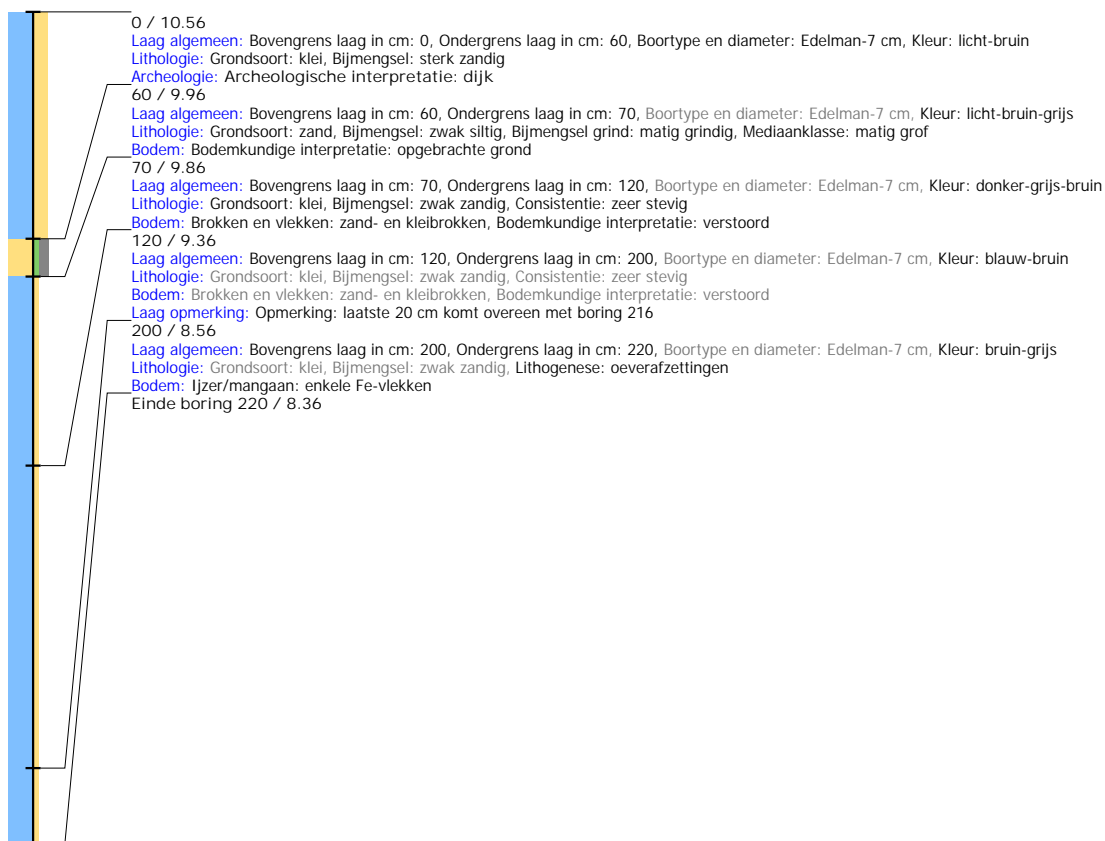 0 / 10.56
Laag algemeen: Bovengrens laag in cm: 0, Ondergrens laag in cm: 60, Boortype en diameter: Edelman-7 cm, Kleur: licht-bruin
Lithologie: Grondsoort: klei, Bijmengsel: sterk zandig
Archeologie: Archeologische interpretatie: dijk
60 / 9.96
Laag algemeen: Bovengrens laag in cm: 60, Ondergrens laag in cm: 70, Boortype en diameter: Edelman-7 cm, Kleur: licht-bruin-grijs
Lithologie: Grondsoort: zand, Bijmengsel: zwak siltig, Bijmengsel grind: matig grindig, Mediaanklasse: matig grof
Bodem: Bodemkundige interpretatie: opgebrachte grond
70 / 9.86
Laag algemeen: Bovengrens laag in cm: 70, Ondergrens laag in cm: 120, Boortype en diameter: Edelman-7 cm, Kleur: donker-grijs-bruin
Lithologie: Grondsoort: klei, Bijmengsel: zwak zandig, Consistentie: zeer stevig
Bodem: Brokken en vlekken: zand- en kleibrokken, Bodemkundige interpretatie: verstoord
120 / 9.36
Laag algemeen: Bovengrens laag in cm: 120, Ondergrens laag in cm: 200, Boortype en diameter: Edelman-7 cm, Kleur: blauw-bruin
Lithologie: Grondsoort: klei, Bijmengsel: zwak zandig, Consistentie: zeer stevig
Bodem: Brokken en vlekken: zand- en kleibrokken, Bodemkundige interpretatie: verstoord
Laag opmerking: Opmerking: laatste 20 cm komt overeen met boring 216
200 / 8.56
Laag algemeen: Bovengrens laag in cm: 200, Ondergrens laag in cm: 220, Boortype en diameter: Edelman-7 cm, Kleur: bruin-grijs
Lithologie: Grondsoort: klei, Bijmengsel: zwak zandig, Lithogenese: oeverafzettingen
Bodem: Ijzer/mangaan: enkele Fe-vlekken
Einde boring 220 / 8.36